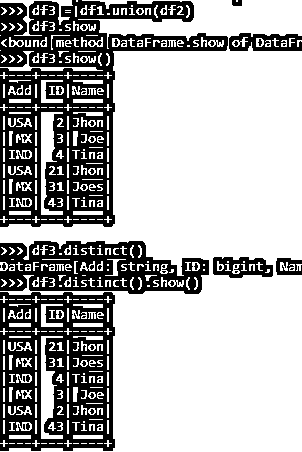 >>> df3 = df1.union(df2)
>>> df3.show
<bound method DataFrame.show of DataFr
>>> df3.show()
+---+---+----+
|Add| ID|Name|
+---+---+----+
|USA|  2|Jhon|
| MX|  3| Joe|
|IND|  4|Tina|
|USA| 21|Jhon|
| MX| 31|Joes|
|IND| 43|Tina|
+---+---+----+
>>> df3.distinct()
DataFrame[Add: string, ID: bigint, Nam
>>> df3.distinct().show()
+---+---+----+
|Add| ID|Name|
+---+---+----+
|USA| 21|Jhon|
| MX| 31|Joes|
|IND|  4|Tina|
| MX|  3| Joe|
|USA|  2|Jhon|
|IND| 43|Tina|
+---+---+----+